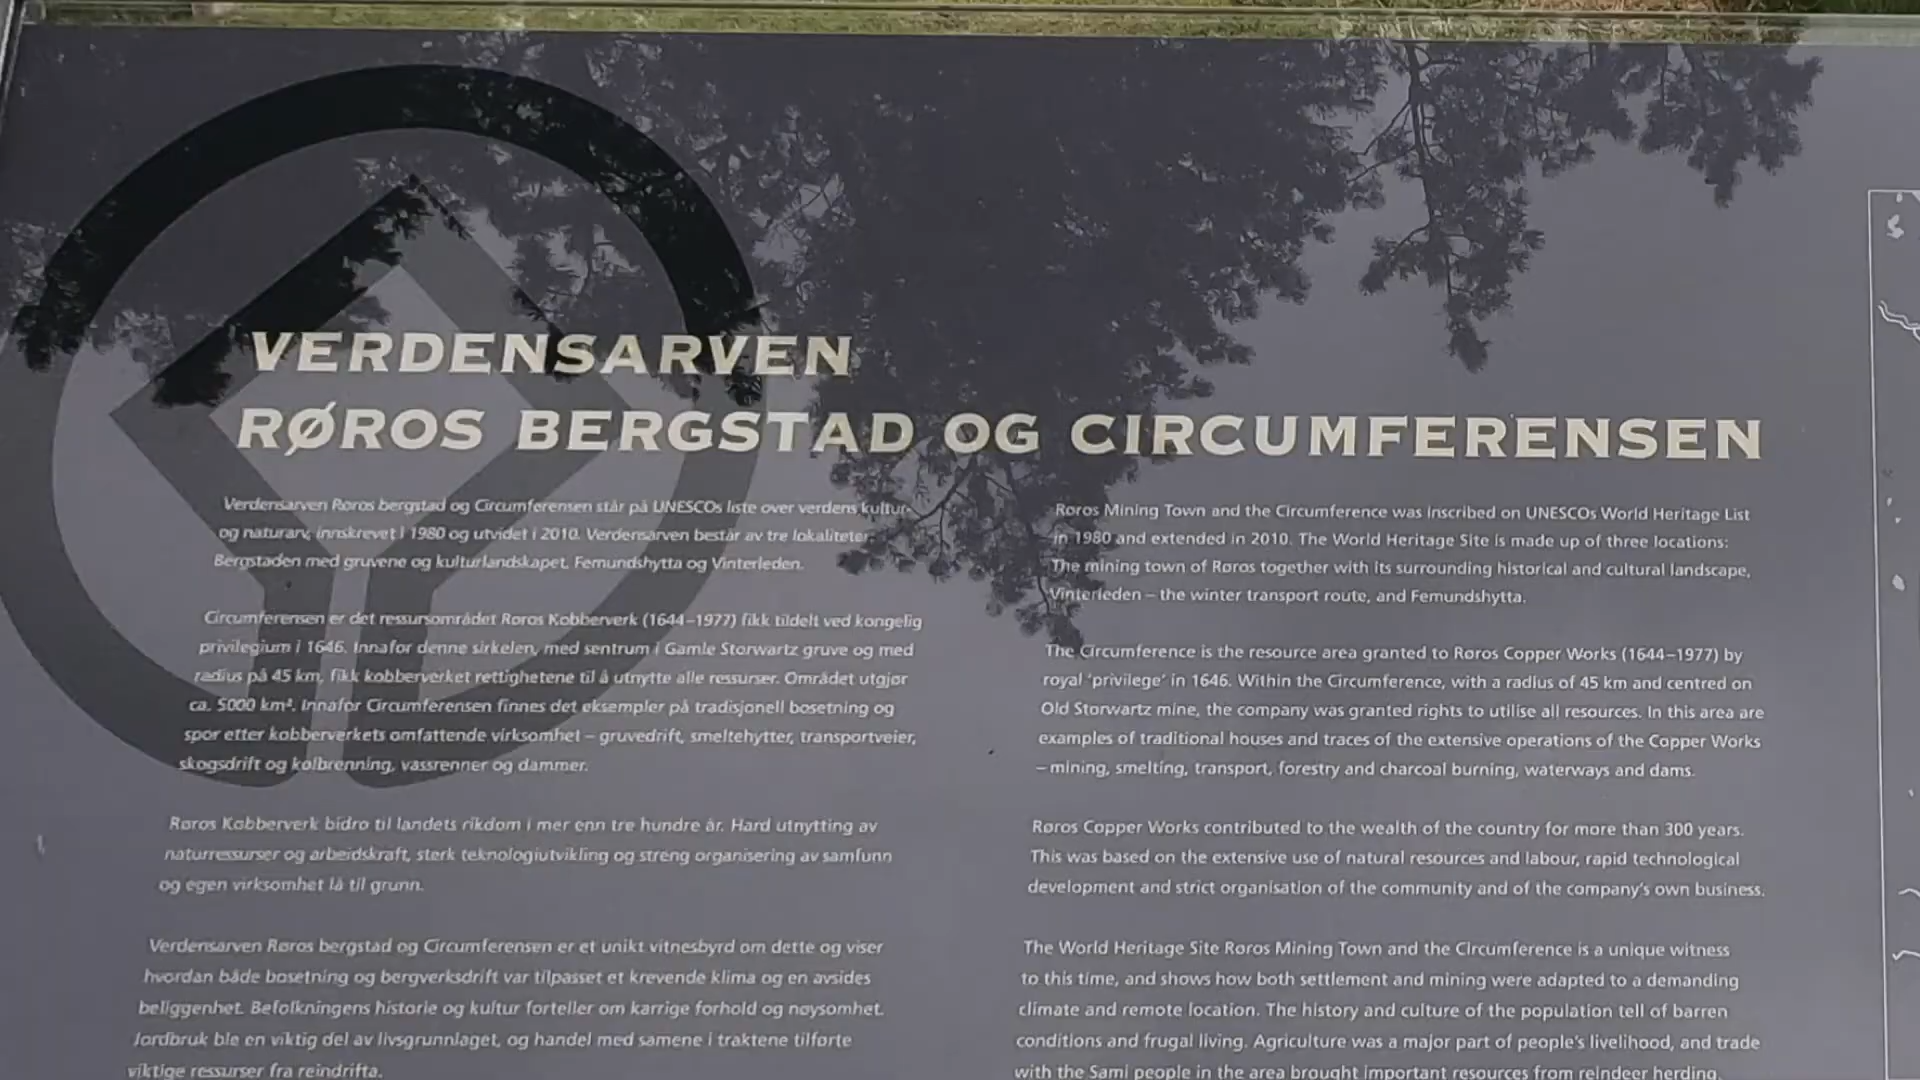 VERDENSARVEN
RØROS BERGSTAD OG CIRCUMFERENSEN
Verdensarven Røros bergstad og Circumferensen står på UNESCOs liste over verdens kultur-
og naturarv, innskrevet i 1980 og utvidet i 2010. Verdensarven består av tre lokaliteter:
Bergstaden med gruvene og kulturlandskapet, Femundshytta og Vinterleden.
Circumferensen er det ressursområdet Røros Kobberverk (1644–1977) fikk tildelt ved kongelig
privilegium i 1646. Innafor denne sirkelen, med sentrum i Gamle Storwartz gruve og med
radius på 45 km, fikk kobberverket rettighetene til å utnytte alle ressurser. Området utgjør
ca. 5000 km². Innafor Circumferensen finnes det eksempler på tradisjonell bosetning og
spor etter kobberverkets omfattende virksomhet – gruvedrift, smeltehytter, transportveier,
skogsdrift og kølbrenning, vassrenner og dammer.
Røros Kobberverk bidro til landets rikdom i mer enn tre hundre år. Hard utnytting av
naturressurser og arbeidskraft, sterk teknologiutvikling og streng organisering av samfunn
og egen virksomhet lå til grunn.
Verdensarven Røros bergstad og Circumferensen er et unikt vitnesbyrd om dette og viser
hvordan både bosetning og bergverksdrift var tilpasset et krevende klima og en avsides
beliggenhet. Befolkningens historie og kultur forteller om karrige forhold og nøysomhet.
Jordbruk ble en viktig del av livsgrunnlaget, og handel med samene i traktene tilførte
viktige ressurser fra reindrifta.
Røros Mining Town and the Circumference was inscribed on UNESCOs World Heritage List
in 1980 and extended in 2010. The World Heritage Site is made up of three locations:
The mining town of Røros together with its surrounding historical and cultural landscape,
Vinterleden – the winter transport route, and Femundshytta.
The Circumference is the resource area granted to Røros Copper Works (1644–1977) by
royal ‘privilege’ in 1646. Within the Circumference, with a radius of 45 km and centred on
Old Storwartz mine, the company was granted rights to utilise all resources. In this area are
examples of traditional houses and traces of the extensive operations of the Copper Works
– mining, smelting, transport, forestry and charcoal burning, waterways and dams.
Røros Copper Works contributed to the wealth of the country for more than 300 years.
This was based on the extensive use of natural resources and labour, rapid technological
development and strict organisation of the community and of the company’s own business.
The World Heritage Site Røros Mining Town and the Circumference is a unique witness
to this time, and shows how both settlement and mining were adapted to a demanding
climate and remote location. The history and culture of the population tell of barren
conditions and frugal living. Agriculture was a major part of people’s livelihood, and trade
with the Sami people in the area brought important resources from reindeer herding.